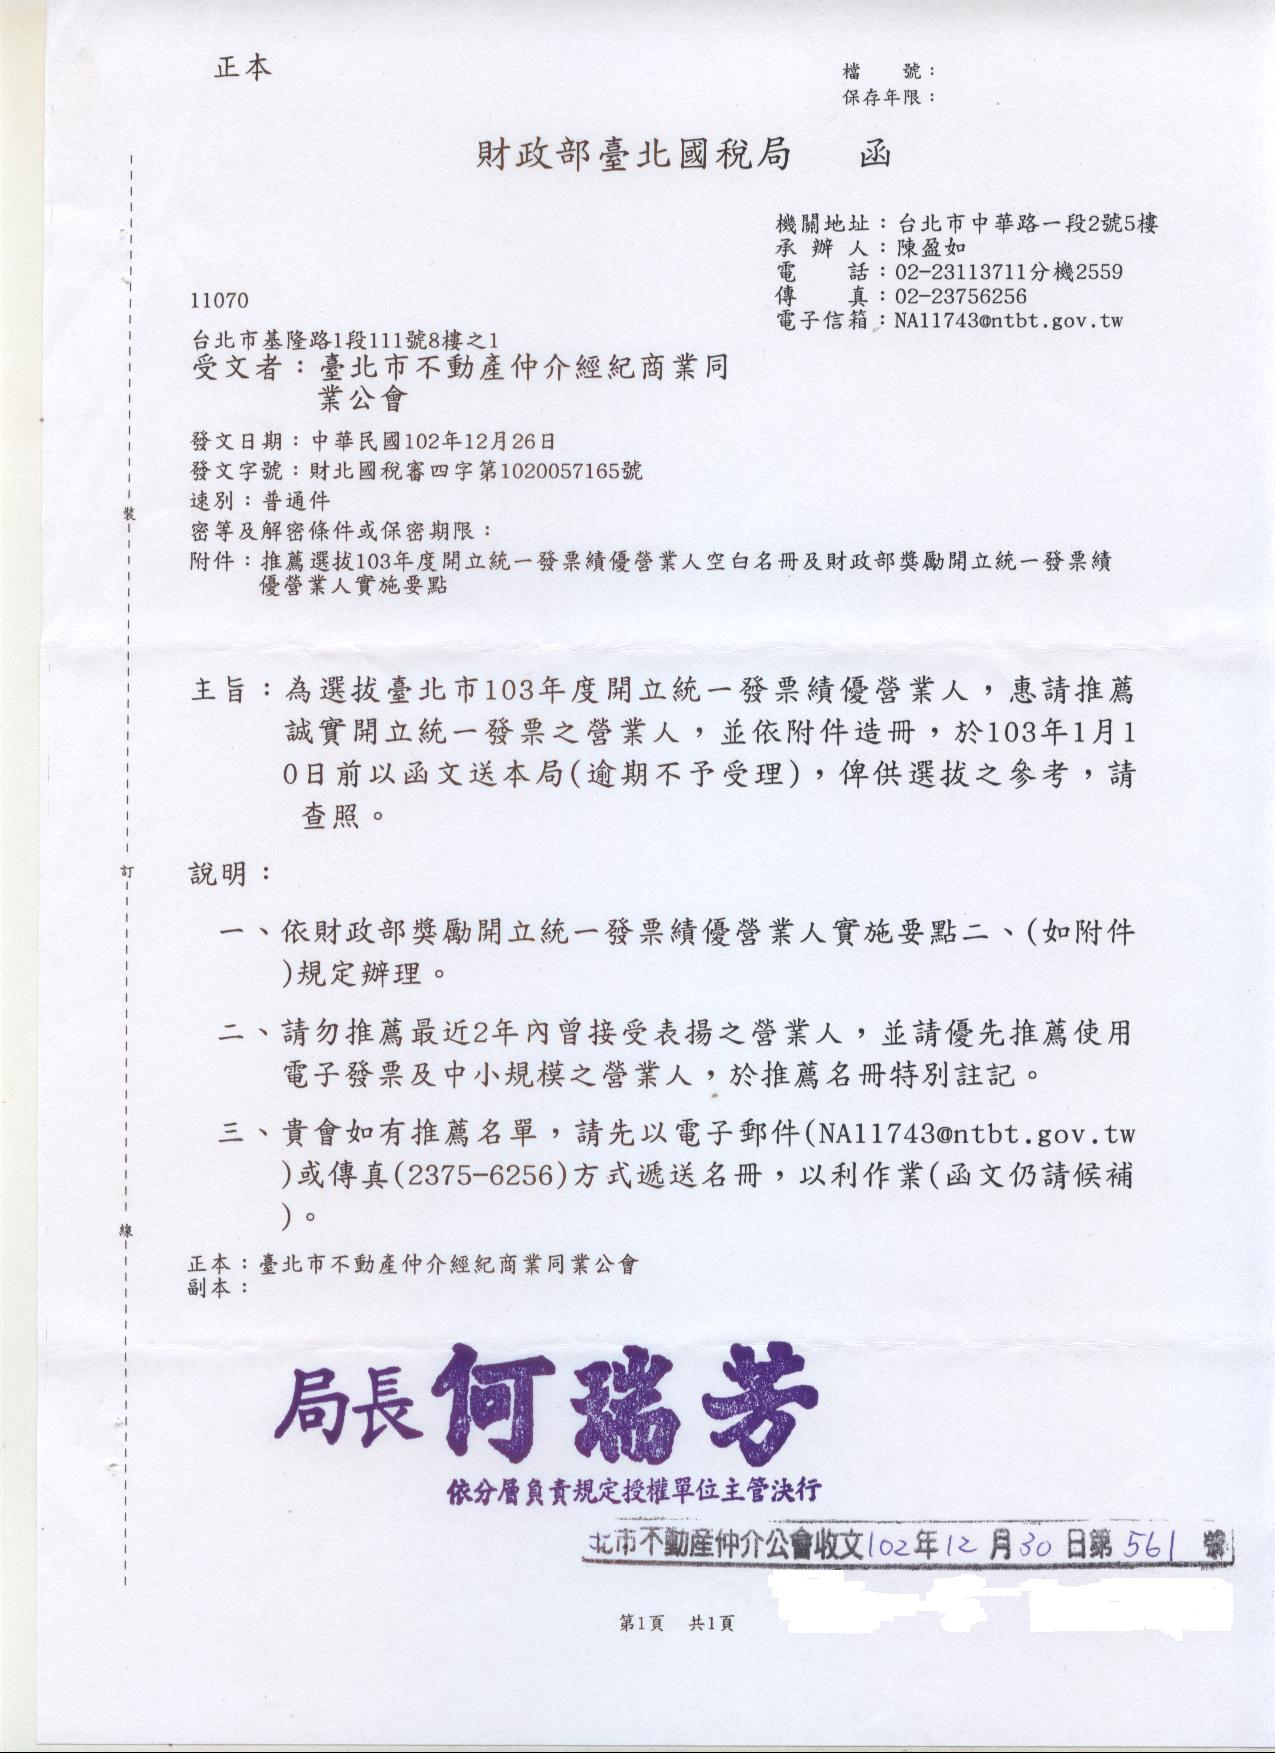 正本
檔　　號：
保存年限：
財政部臺北國稅局　　函
機關地址：台北市中華路一段2號5樓
承 辦 人：陳盈如
電　　話：02-23113711分機2559
傳　　真：02-23756256
電子信箱：NA11743@ntbt.gov.tw
11070
台北市基隆路1段111號8樓之1
受文者：臺北市不動產仲介經紀商業同
業公會
發文日期：中華民國102年12月26日
發文字號：財北國稅審四字第1020057165號
速別：普通件
密等及解密條件或保密期限：
附件：推薦選拔103年度開立統一發票績優營業人空白名冊及財政部獎勵開立統一發票績
優營業人實施要點
主旨：為選拔臺北市103年度開立統一發票績優營業人，惠請推薦
誠實開立統一發票之營業人，並依附件造冊，於103年1月1
0日前以函文送本局(逾期不予受理)，俾供選拔之參考，請
查照。
說明：
一、依財政部獎勵開立統一發票績優營業人實施要點二、(如附件
)規定辦理。
二、請勿推薦最近2年內曾接受表揚之營業人，並請優先推薦使用
電子發票及中小規模之營業人，於推薦名冊特別註記。
三、貴會如有推薦名單，請先以電子郵件(NA11743@ntbt.gov.tw
)或傳真(2375-6256)方式遞送名冊，以利作業(函文仍請候補
)。
正本：臺北市不動產仲介經紀商業同業公會
副本：
裝
訂
線
局長何瑞芳
依分層負責規定授權單位主管決行
北市不動產仲介公會收文102年12月30日第561號
第1頁　共1頁